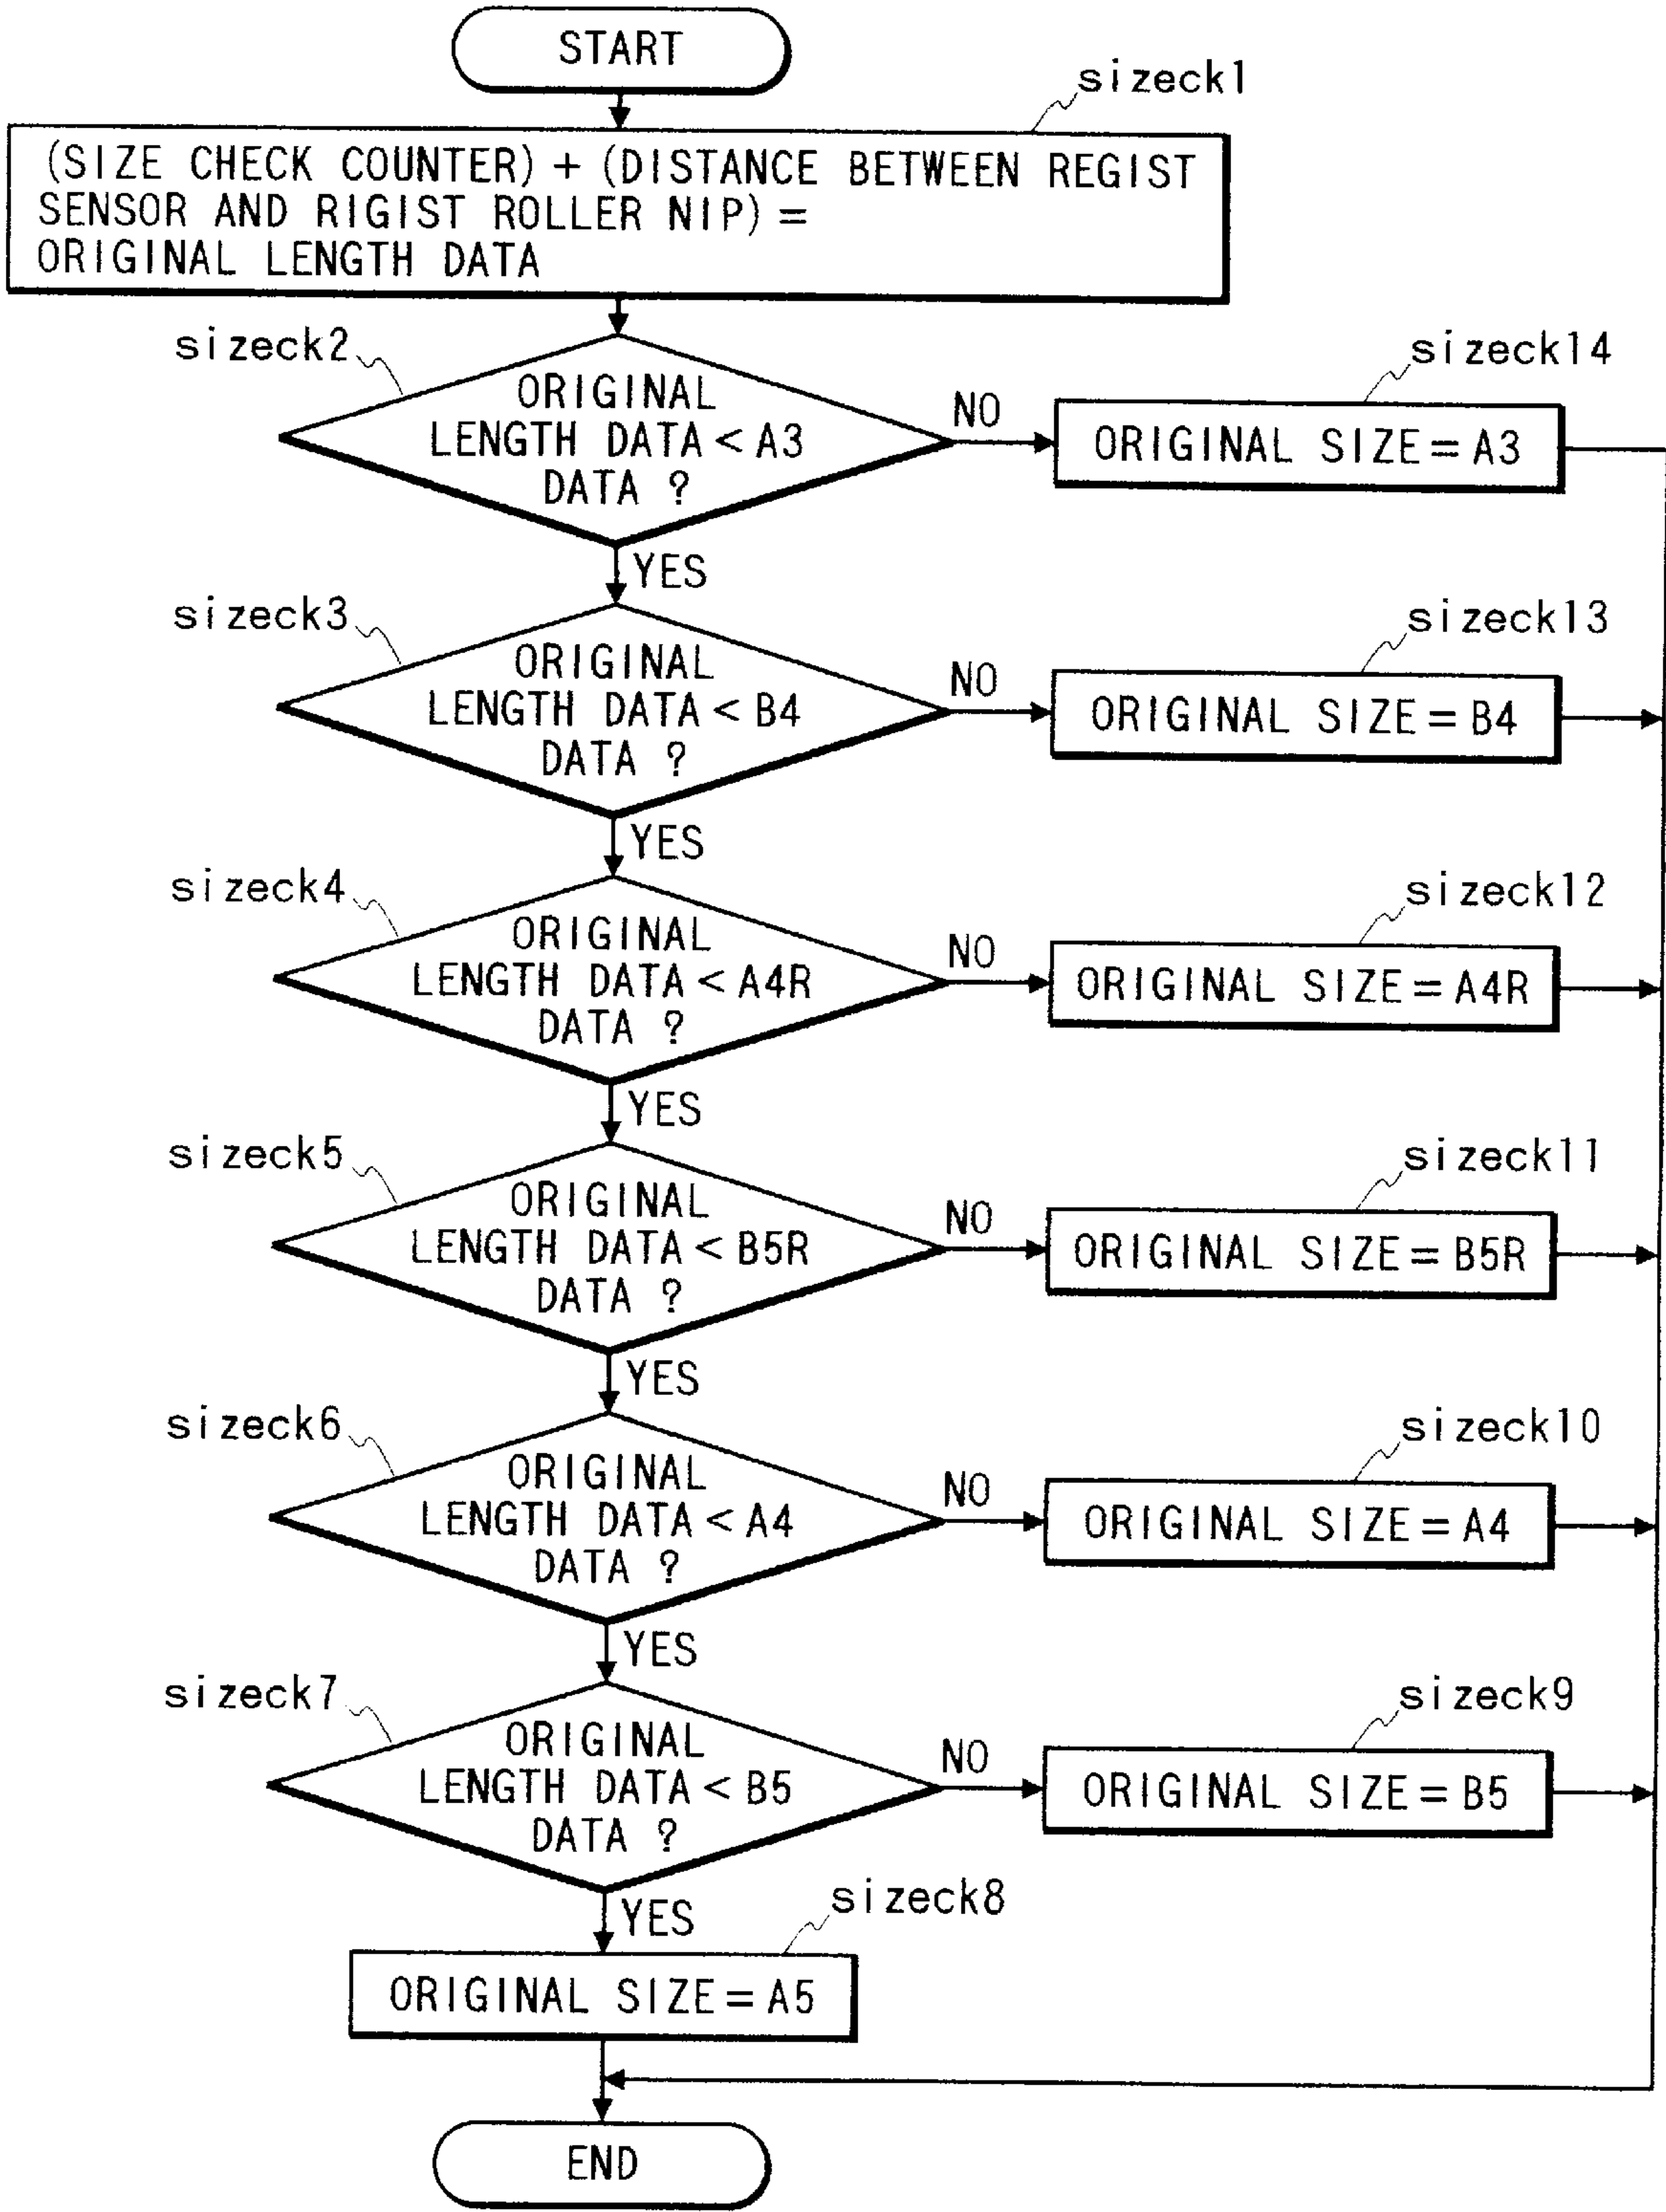 START
sizeck1
(SIZE CHECK COUNTER)+(DISTANCE BETWEEN REGIST
SENSOR AND RIGIST ROLLER NIP)=
ORIGINAL LENGTH DATA
sizeck2
ORIGINAL
LENGTH DATA<A3
DATA ?
NO
sizeck14
ORIGINAL SIZE=A3
YES
sizeck3
ORIGINAL
LENGTH DATA<B4
DATA ?
NO
sizeck13
ORIGINAL SIZE=B4
YES
sizeck4
ORIGINAL
LENGTH DATA<A4R
DATA ?
NO
sizeck12
ORIGINAL SIZE=A4R
YES
sizeck5
ORIGINAL
LENGTH DATA<B5R
DATA ?
NO
sizeck11
ORIGINAL SIZE=B5R
YES
sizeck6
ORIGINAL
LENGTH DATA<A4
DATA ?
NO
sizeck10
ORIGINAL SIZE=A4
YES
sizeck7
ORIGINAL
LENGTH DATA<B5
DATA ?
NO
sizeck9
ORIGINAL SIZE=B5
YES
sizeck8
ORIGINAL SIZE=A5
END